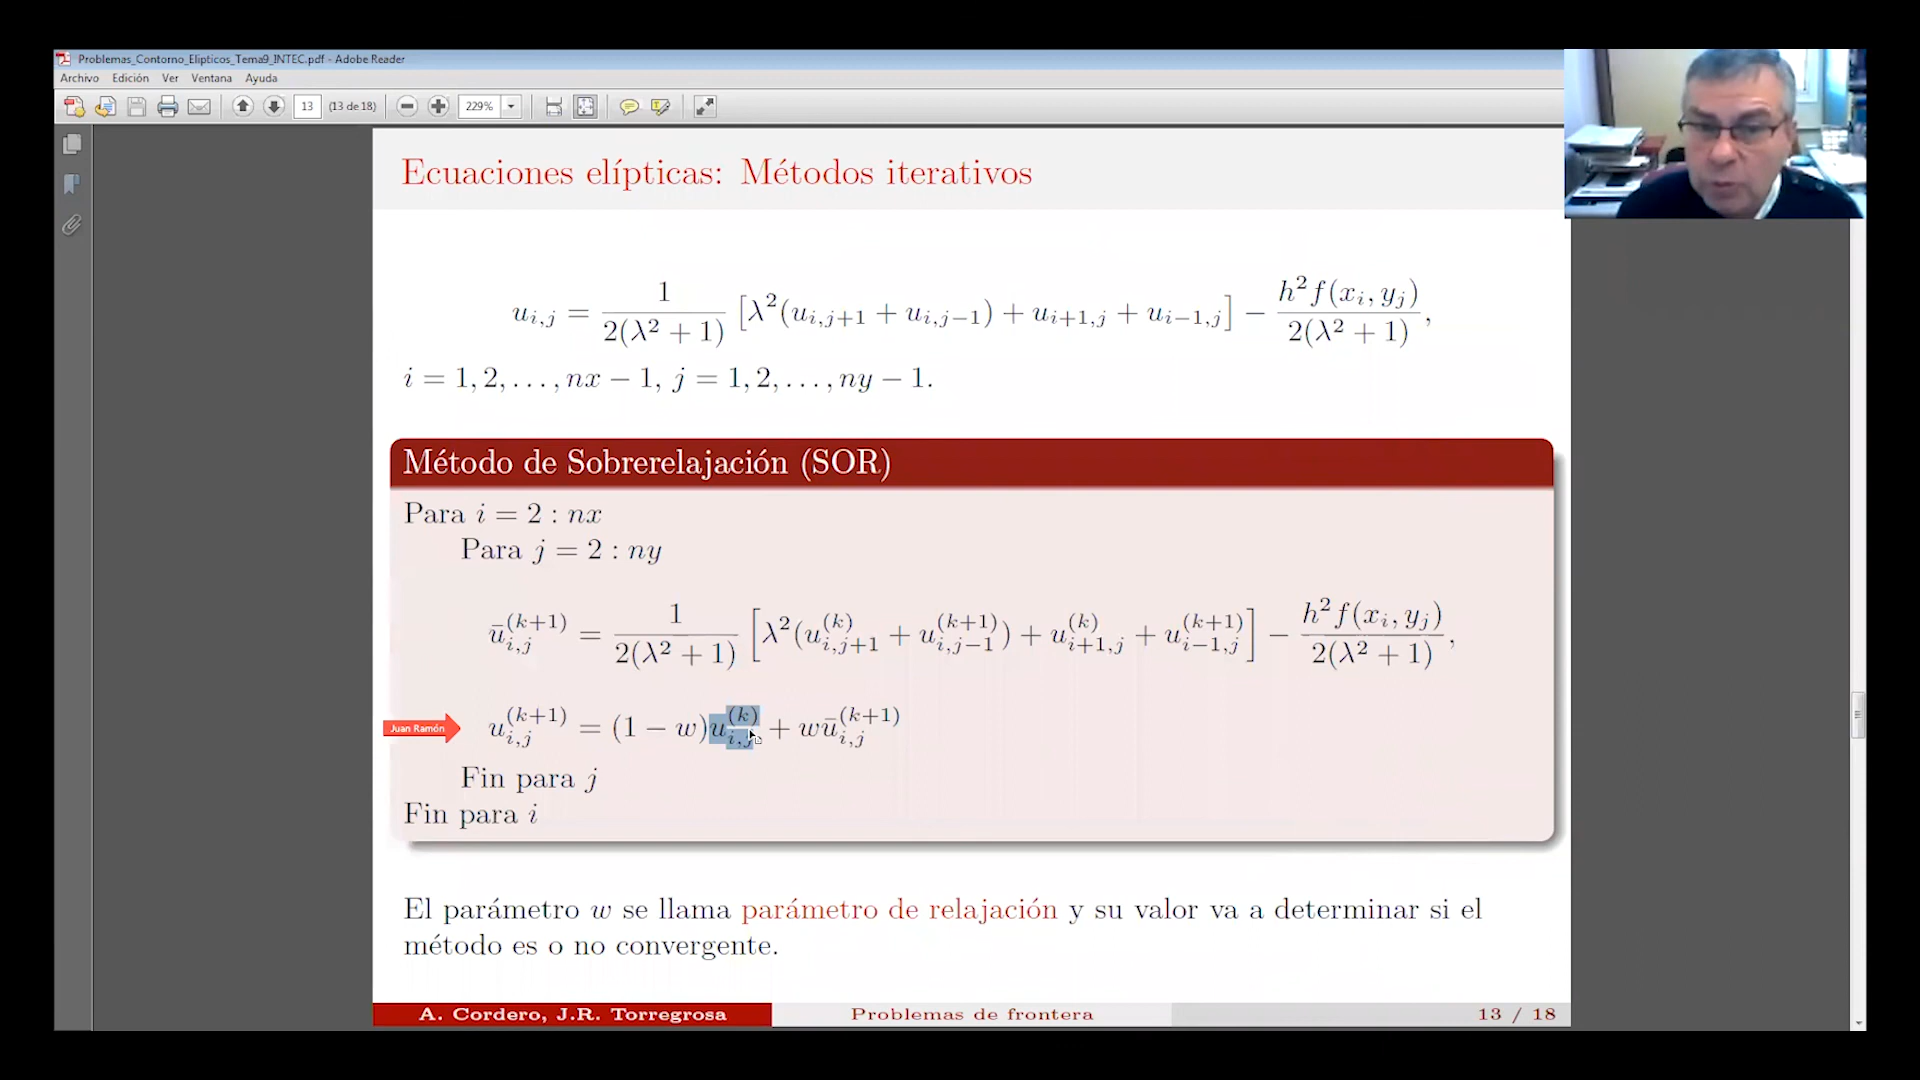 Problemas_Contorno_Elipticos_Tema9_INTEC.pdf - Adobe Reader
Archivo Edición Ver Ventana Ayuda
13 (13 de 18) 229%
Ecuaciones elípticas: Métodos iterativos
u_{i,j} = \frac{1}{2(λ^2 + 1)} [λ^2(u_{i,j+1} + u_{i,j−1}) + u_{i+1,j} + u_{i−1,j}] − \frac{h^2 f(x_i, y_j)}{2(λ^2 + 1)},
i = 1, 2, . . . , nx − 1, j = 1, 2, . . . , ny − 1.
Método de Sobrerelajación (SOR)
Para i = 2 : nx
Para j = 2 : ny
ū_{i,j}^{(k+1)} = \frac{1}{2(λ^2 + 1)} [λ^2(u_{i,j+1}^{(k)} + u_{i,j−1}^{(k+1)}) + u_{i+1,j}^{(k)} + u_{i−1,j}^{(k+1)}] − \frac{h^2 f(x_i, y_j)}{2(λ^2 + 1)},
Juan Ramón
u_{i,j}^{(k+1)} = (1 − w)u_{i,j}^{(k)} + wū_{i,j}^{(k+1)}
Fin para j
Fin para i
El parámetro w se llama parámetro de relajación y su valor va a determinar si el
método es o no convergente.
A. Cordero, J.R. Torregrosa Problemas de frontera 13 / 18